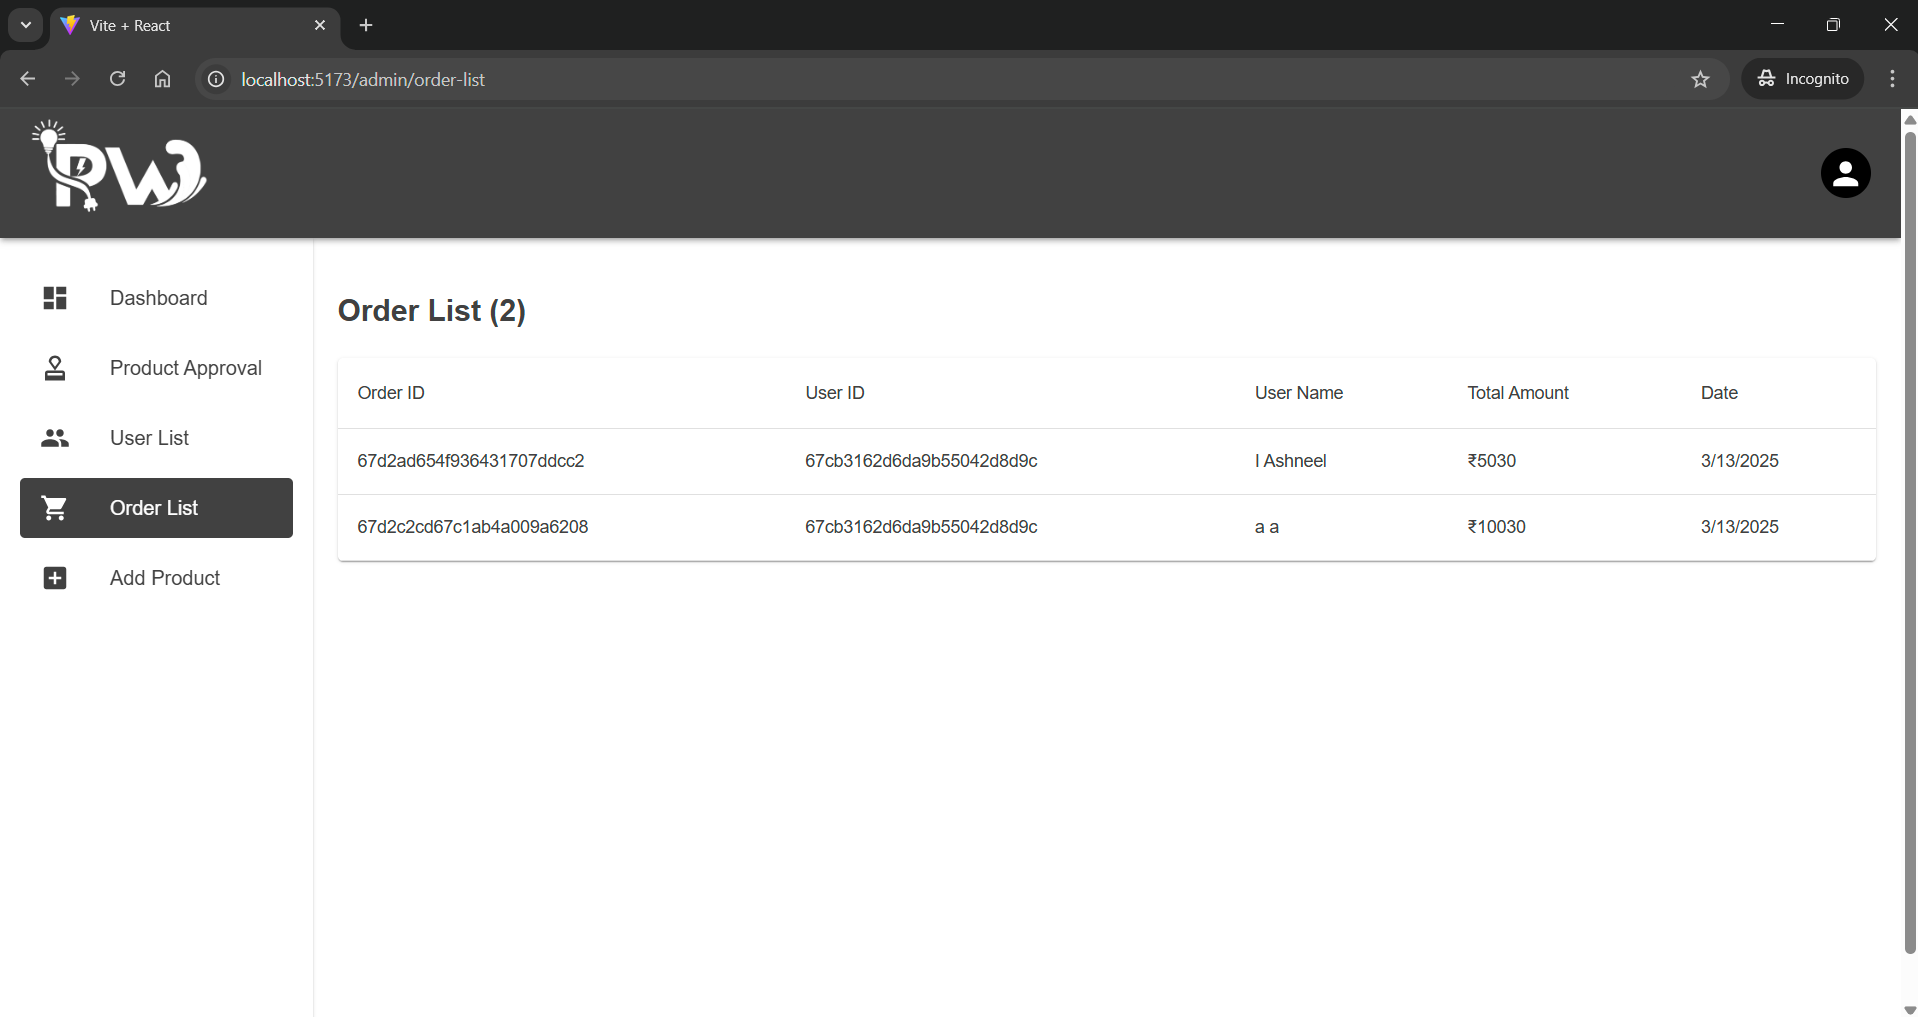 Vite + React
localhost:5173/admin/order-list
Incognito
PW
Dashboard
Product Approval
User List
Order List
Add Product
Order List (2)
Order ID User ID User Name Total Amount Date
67d2ad654f936431707ddcc2 67cb3162d6da9b55042d8d9c I Ashneel ₹5030 3/13/2025
67d2c2cd67c1ab4a009a6208 67cb3162d6da9b55042d8d9c a a ₹10030 3/13/2025